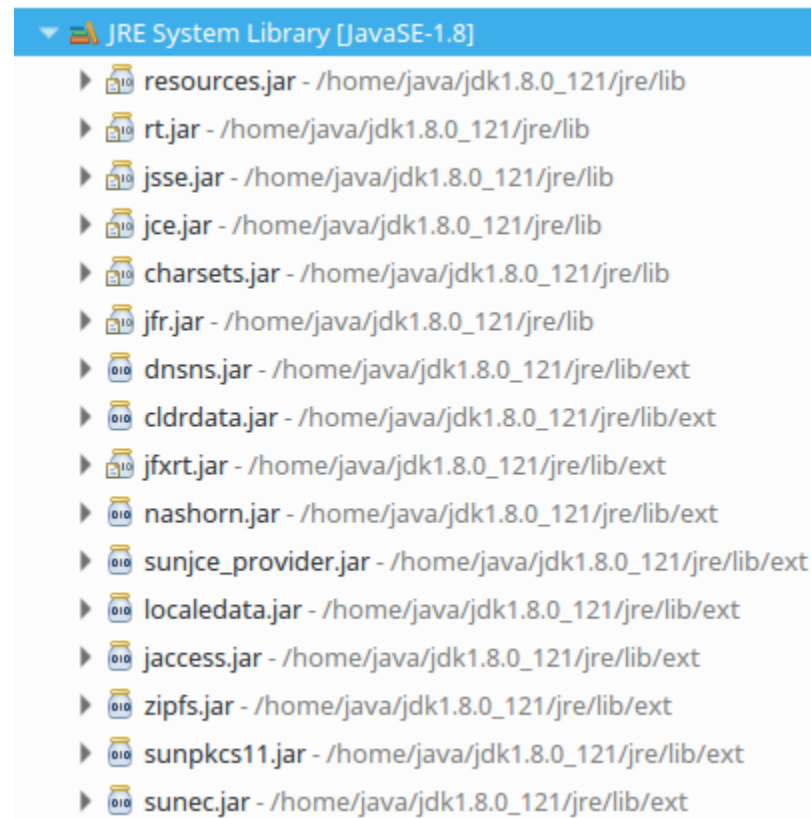 JRE System Library [JavaSE-1.8]
resources.jar - /home/java/jdk1.8.0_121/jre/lib
rt.jar - /home/java/jdk1.8.0_121/jre/lib
jsse.jar - /home/java/jdk1.8.0_121/jre/lib
jce.jar - /home/java/jdk1.8.0_121/jre/lib
charsets.jar - /home/java/jdk1.8.0_121/jre/lib
jfr.jar - /home/java/jdk1.8.0_121/jre/lib
dnsns.jar - /home/java/jdk1.8.0_121/jre/lib/ext
cldrdata.jar - /home/java/jdk1.8.0_121/jre/lib/ext
jfxrt.jar - /home/java/jdk1.8.0_121/jre/lib/ext
nashorn.jar - /home/java/jdk1.8.0_121/jre/lib/ext
sunjce_provider.jar - /home/java/jdk1.8.0_121/jre/lib/ext
localedata.jar - /home/java/jdk1.8.0_121/jre/lib/ext
jaccess.jar - /home/java/jdk1.8.0_121/jre/lib/ext
zipfs.jar - /home/java/jdk1.8.0_121/jre/lib/ext
sunpkcs11.jar - /home/java/jdk1.8.0_121/jre/lib/ext
sunec.jar - /home/java/jdk1.8.0_121/jre/lib/ext